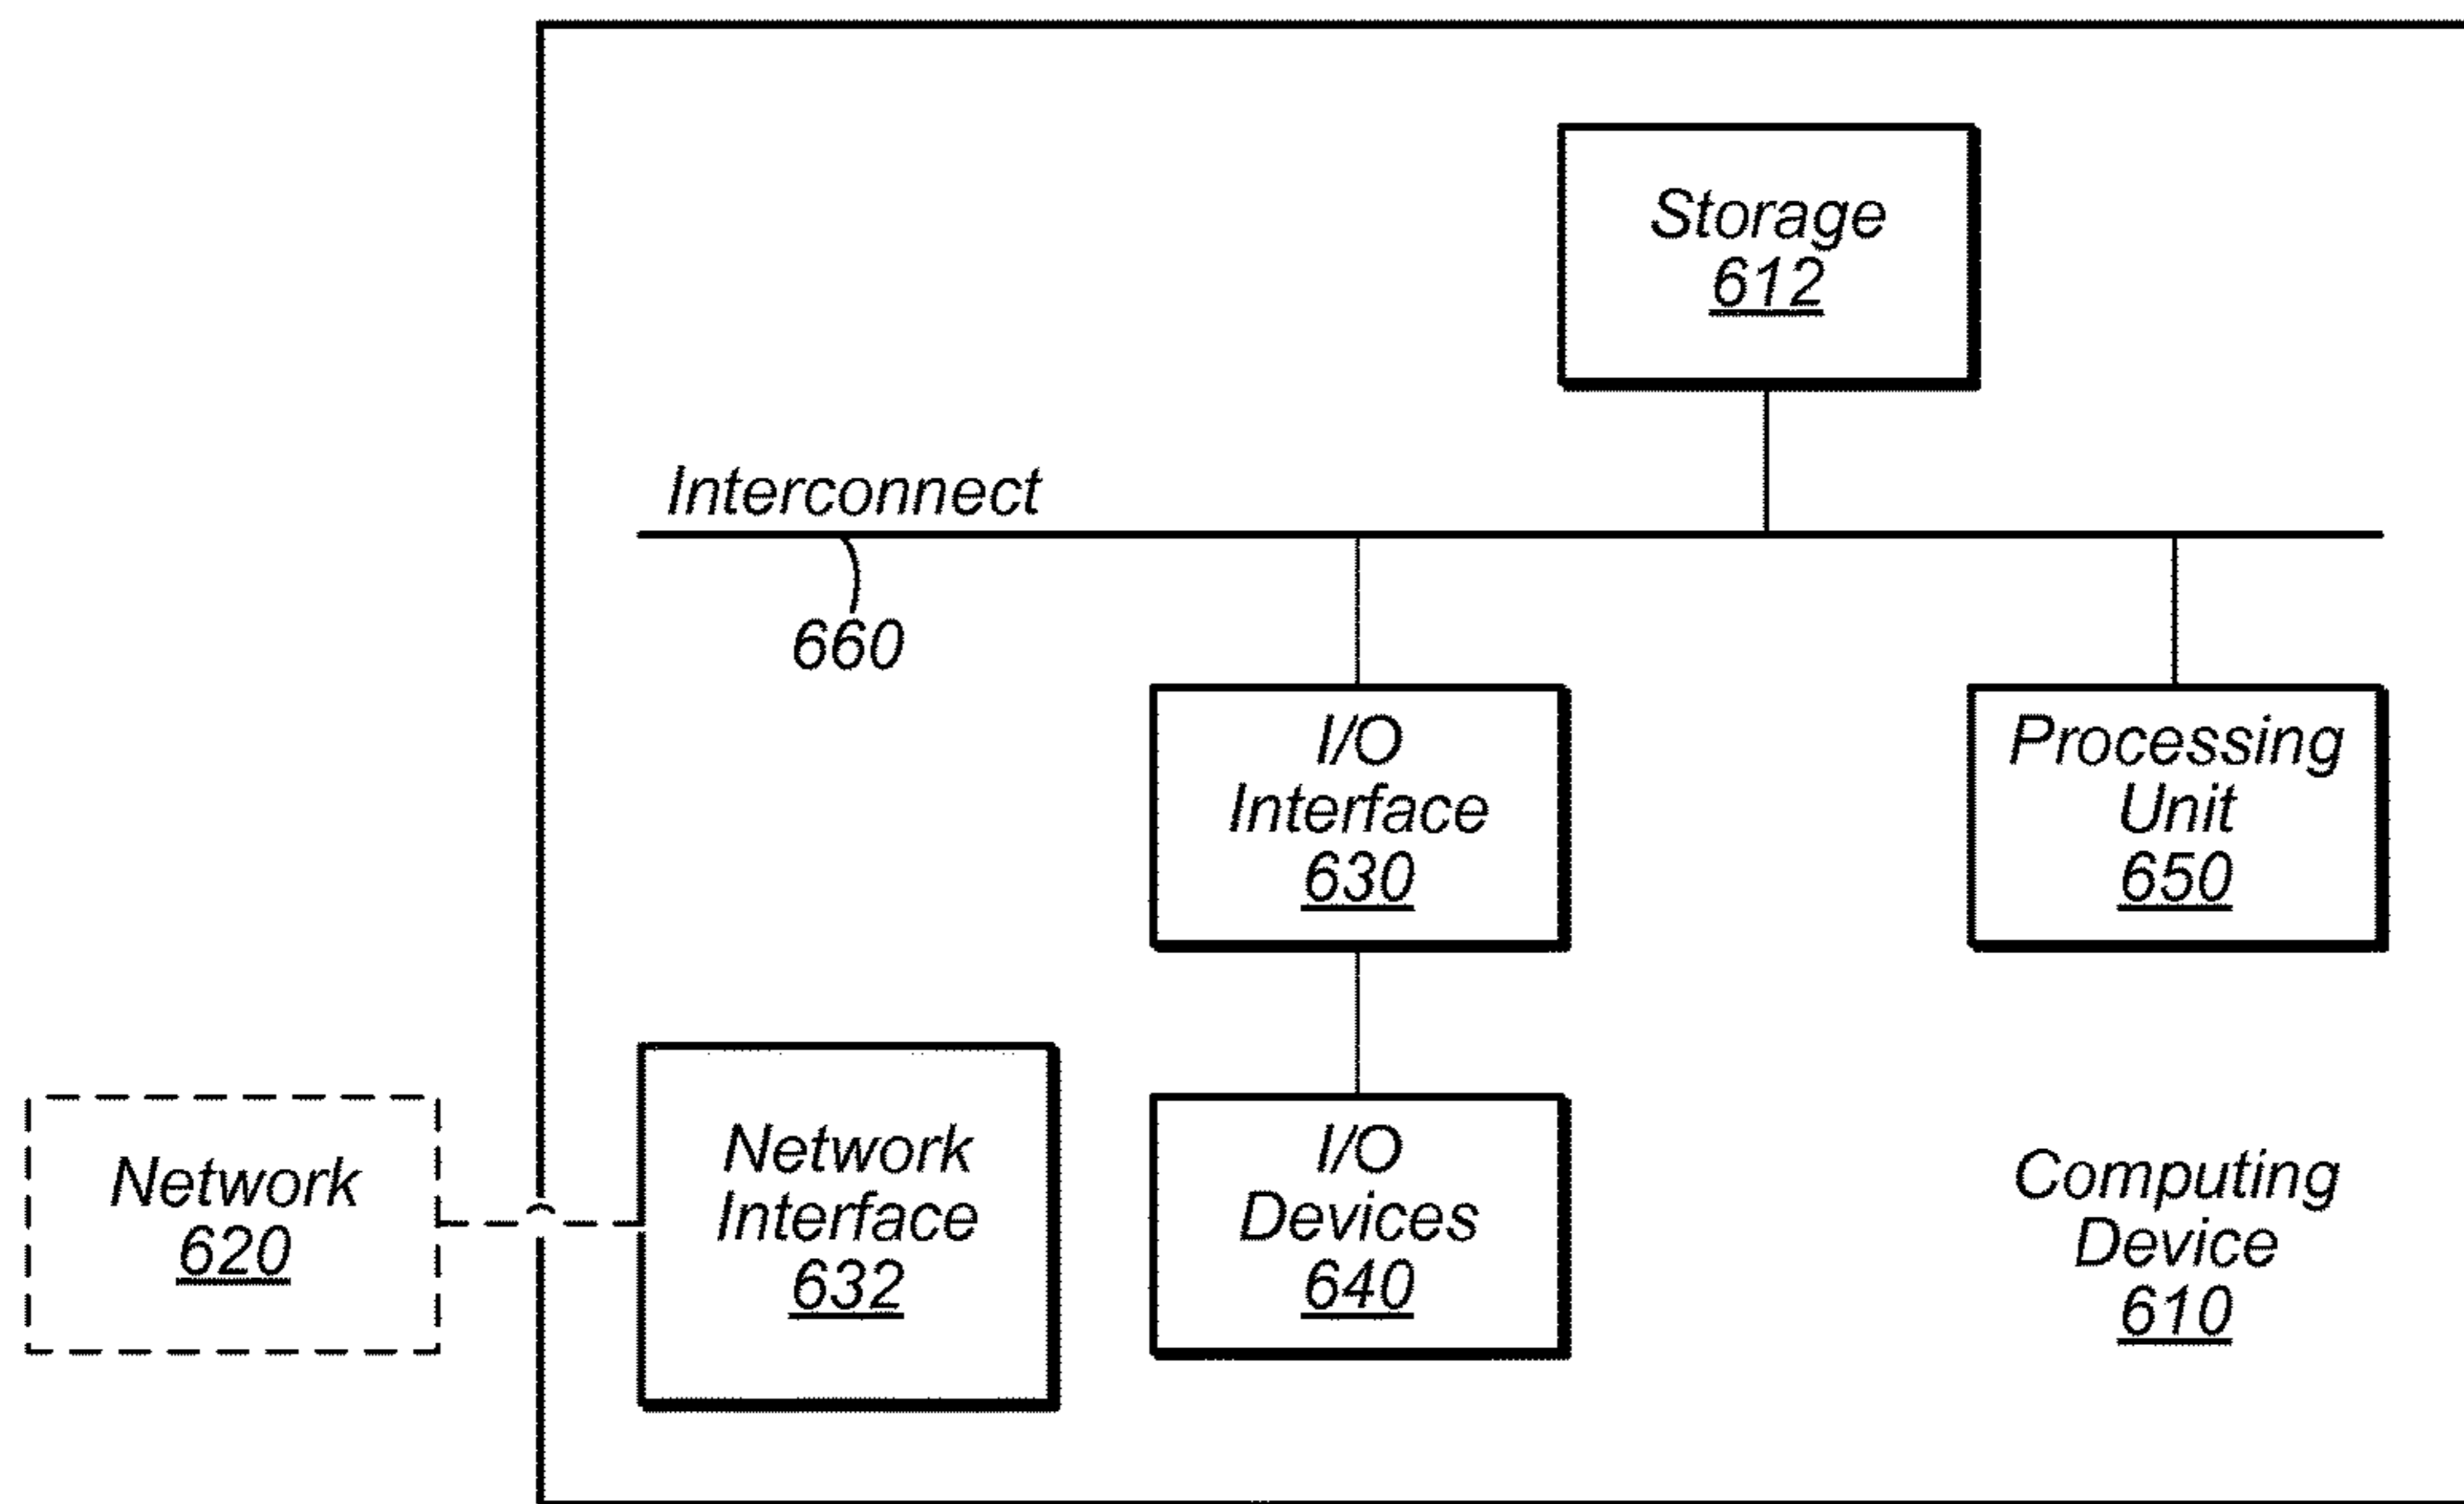 Storage
612
Interconnect
660
I/O
Interface
630
Processing
Unit
650
Network
620
Network
Interface
632
I/O
Devices
640
Computing
Device
610